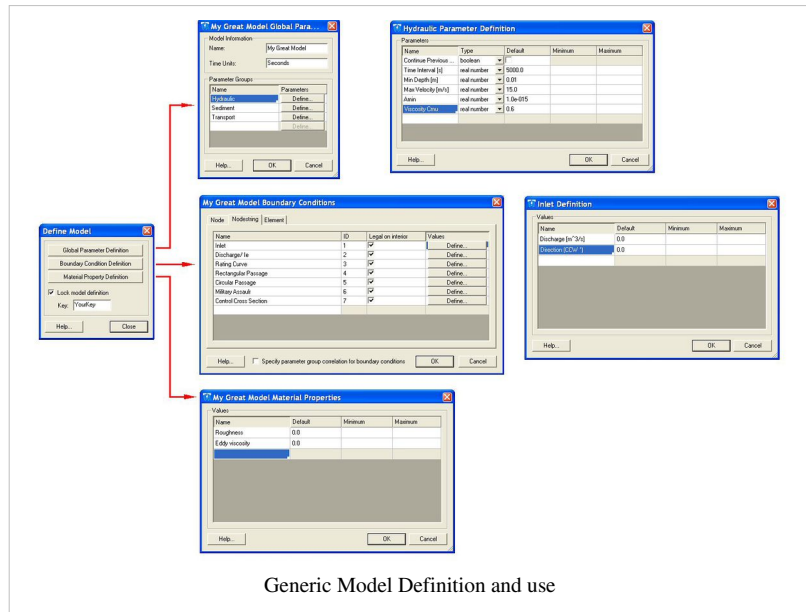 My Great Model Global Para...
Model Information
Name: My Great Model
Time Units: Seconds
Parameter Groups
Name Parameters
Hydraulic Define...
Sediment Define...
Transport Define...
Define...
Help... OK Cancel
Hydraulic Parameter Definition
Parameters
Name Type Default Minimum Maximum
Continue Previous ... boolean
Time Interval [s] real number 5000.0
Min Depth [m] real number 0.01
Max Velocity [m/s] real number 15.0
Amin real number 1.0e-015
Viscosity Cmu real number 0.6
Help... OK Cancel
Define Model
Global Parameter Definition
Boundary Condition Definition
Material Property Definition
Lock model definition
Key: YourKey
Help... Close
My Great Model Boundary Conditions
Node Nodestring Element
Name ID Legal on interior Values
Inlet 1 Define...
Discharge/ Ie 2 Define...
Rating Curve 3 Define...
Rectangular Passage 4 Define...
Circular Passage 5 Define...
Military Assault 6 Define...
Control Cross Section 7 Define...
Help... Specify parameter group correlation for boundary conditions OK Cancel
Inlet Definition
Values
Name Default Minimum Maximum
Discharge [m^3/s] 0.0
Direction (CCW °) 0.0
Help... OK Cancel
My Great Model Material Properties
Values
Name Default Minimum Maximum
Roughness 0.0
Eddy viscosity 0.0
Help... OK Cancel
Generic Model Definition and use